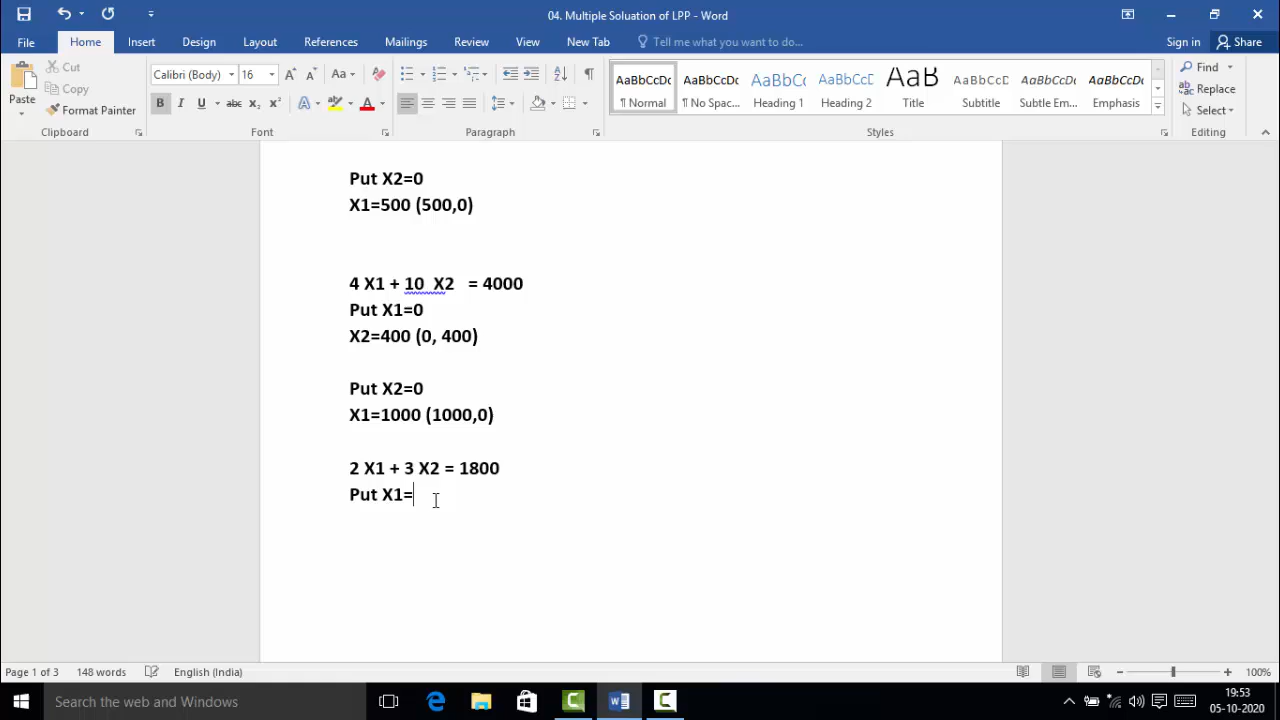 04. Multiple Soluation of LPP - Word
File Home Insert Design Layout References Mailings Review View New Tab Tell me what you want to do... Sign in Share
Paste
Cut
Copy
Format Painter
Clipboard
Calibri (Body) 16
Font
Paragraph
AaBbCcDc AaBbCcDc AaBbCc AaBbCcD AaB AaBbCcD AaBbCcDc AaBbCcDc
¶ Normal ¶ No Spac... Heading 1 Heading 2 Title Subtitle Subtle Em... Emphasis
Styles
Find
Replace
Select
Editing
Put X2=0
X1=500 (500,0)
4 X1 + 10 X2 = 4000
Put X1=0
X2=400 (0, 400)
Put X2=0
X1=1000 (1000,0)
2 X1 + 3 X2 = 1800
Put X1=
Page 1 of 3 148 words English (India) 100%
Search the web and Windows
19:53
05-10-2020